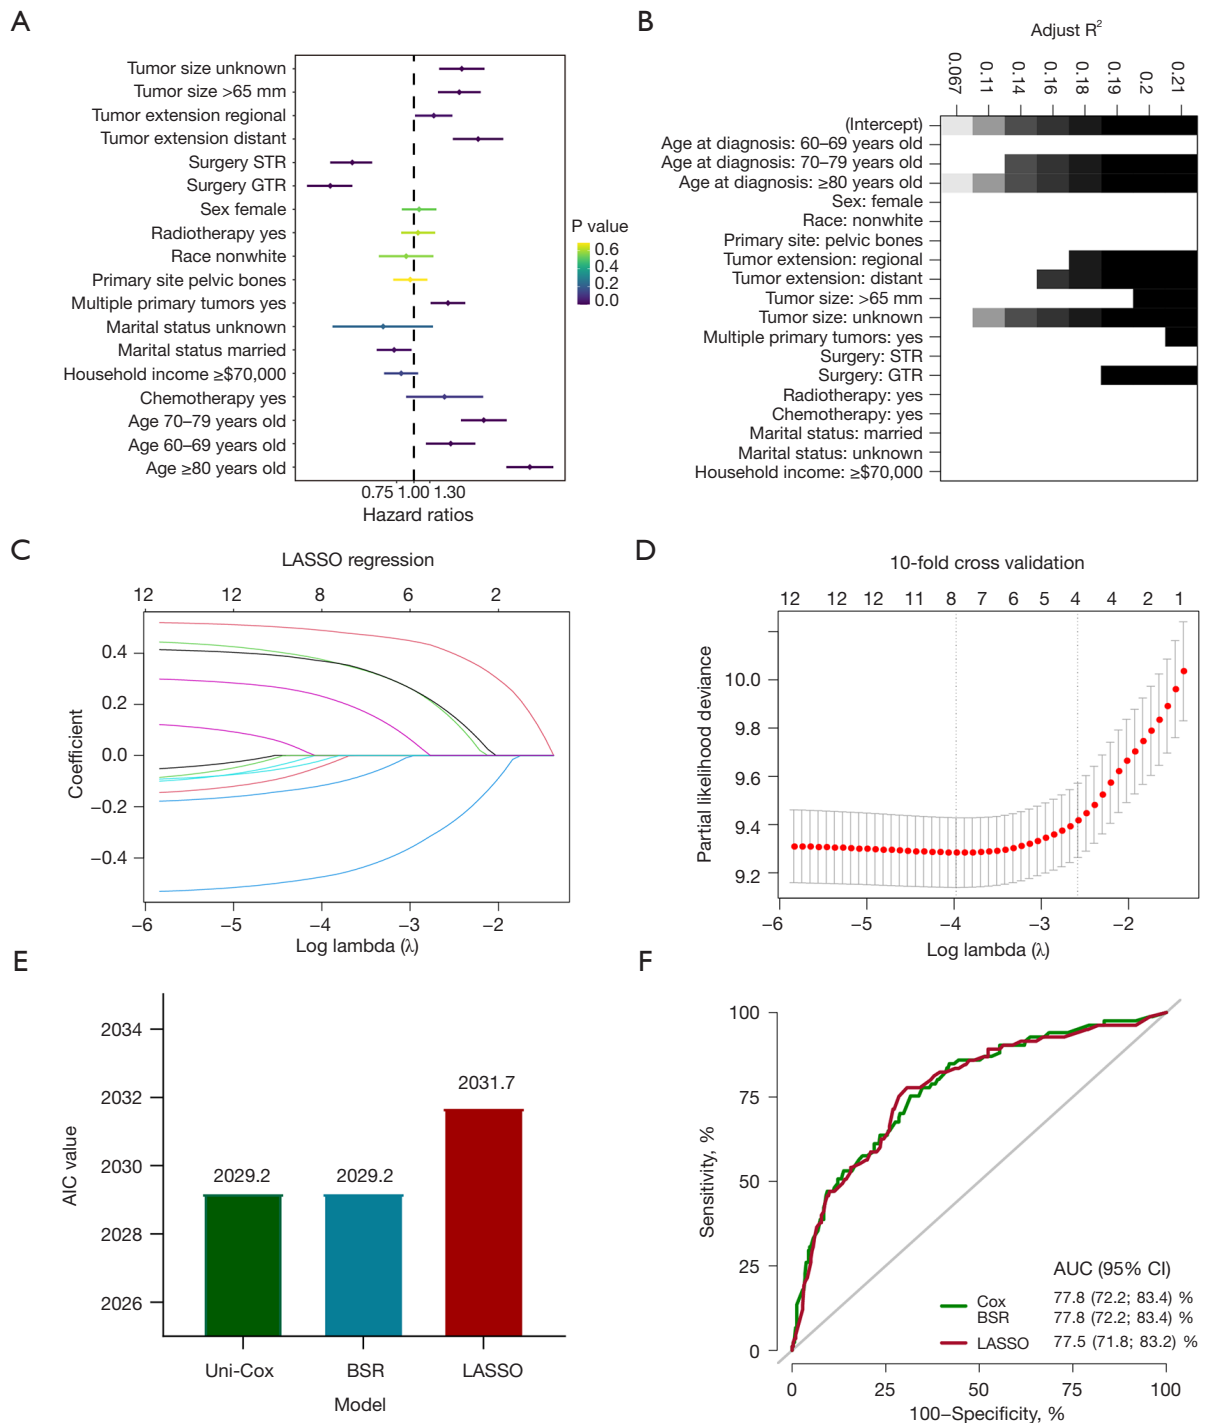 A
Tumor size unknown
Tumor size >65 mm
Tumor extension regional
Tumor extension distant
Surgery STR
Surgery GTR
Sex female
Radiotherapy yes
Race nonwhite
Primary site pelvic bones
Multiple primary tumors yes
Marital status unknown
Marital status married
Household income ≥$70,000
Chemotherapy yes
Age 70–79 years old
Age 60–69 years old
Age ≥80 years old
0.75 1.00 1.30
Hazard ratios
P value
0.6
0.4
0.2
0.0
B
Adjust R²
0.067 0.11 0.14 0.16 0.18 0.19 0.2 0.21
(Intercept)
Age at diagnosis: 60–69 years old
Age at diagnosis: 70–79 years old
Age at diagnosis: ≥80 years old
Sex: female
Race: nonwhite
Primary site: pelvic bones
Tumor extension: regional
Tumor extension: distant
Tumor size: >65 mm
Tumor size: unknown
Multiple primary tumors: yes
Surgery: STR
Surgery: GTR
Radiotherapy: yes
Chemotherapy: yes
Marital status: married
Marital status: unknown
Household income: ≥$70,000
C
LASSO regression
12 12 8 6 2
Coefficient
0.4
0.2
0.0
−0.2
−0.4
−6 −5 −4 −3 −2
Log lambda (λ)
D
10-fold cross validation
12 12 12 11 8 7 6 5 4 4 2 1
Partial likelihood deviance
10.0
9.8
9.6
9.4
9.2
−6 −5 −4 −3 −2
Log lambda (λ)
E
AIC value
2034
2032
2030
2028
2026
2029.2
2029.2
2031.7
Uni-Cox BSR LASSO
Model
F
Sensitivity, %
100
75
50
25
0
AUC (95% CI)
Cox 77.8 (72.2; 83.4) %
BSR 77.8 (72.2; 83.4) %
LASSO 77.5 (71.8; 83.2) %
0 25 50 75 100
100−Specificity, %